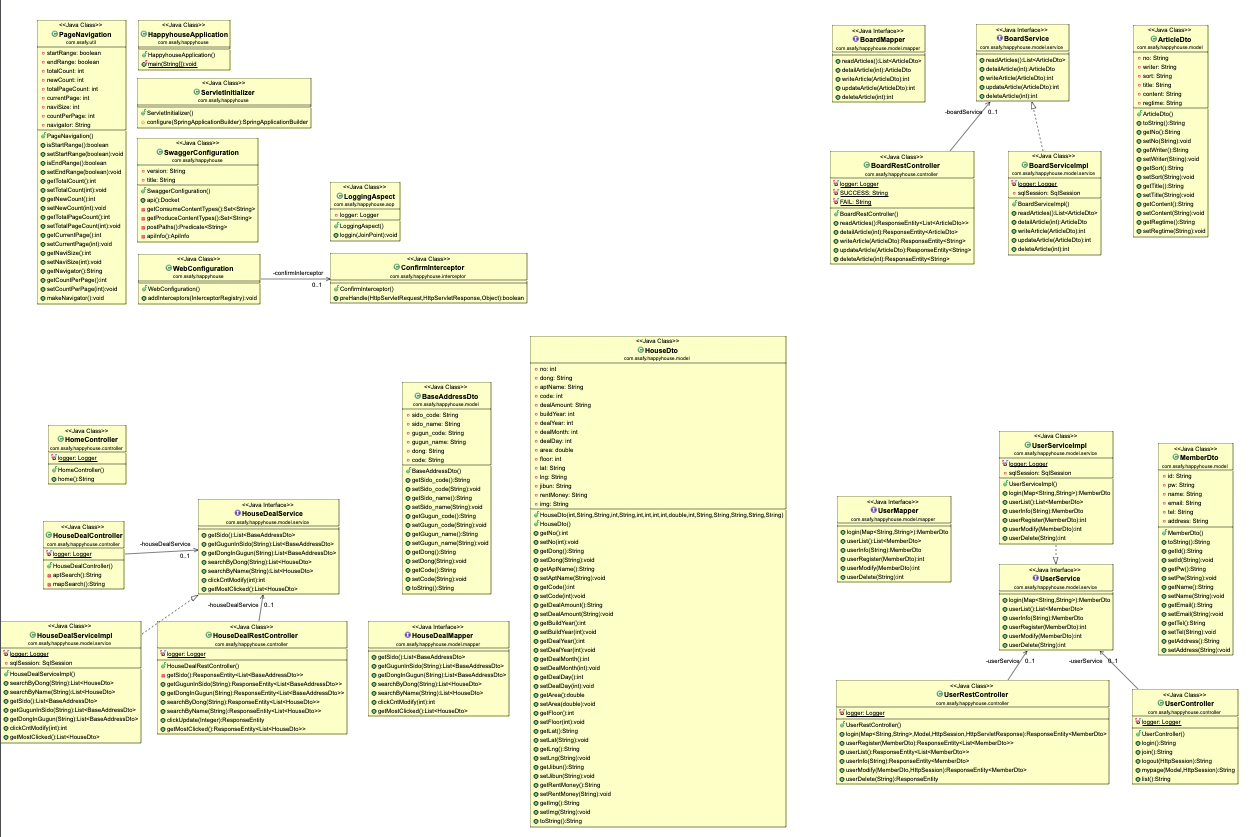 <<Java Class>>
PageNavigation
com.ssafy.util
startRange: boolean
endRange: boolean
totalCount: int
newCount: int
totalPageCount: int
currentPage: int
naviSize: int
countPerPage: int
navigator: String
PageNavigation()
isStartRange():boolean
setStartRange(boolean):void
isEndRange():boolean
setEndRange(boolean):void
getTotalCount():int
setTotalCount(int):void
getNewCount():int
setNewCount(int):void
getTotalPageCount():int
setTotalPageCount(int):void
getCurrentPage():int
setCurrentPage(int):void
getNaviSize():int
setNaviSize(int):void
getNavigator():String
getCountPerPage():int
setCountPerPage(int):void
makeNavigator():void
<<Java Class>>
HappyhouseApplication
com.ssafy.happyhouse
HappyhouseApplication()
main(String[]):void
<<Java Class>>
ServletInitializer
com.ssafy.happyhouse
ServletInitializer()
configure(SpringApplicationBuilder):SpringApplicationBuilder
<<Java Class>>
SwaggerConfiguration
com.ssafy.happyhouse
version: String
title: String
SwaggerConfiguration()
api():Docket
getConsumeContentTypes():Set<String>
getProduceContentTypes():Set<String>
postPaths():Predicate<String>
apiInfo():ApiInfo
<<Java Class>>
LoggingAspect
com.ssafy.happyhouse.aop
logger: Logger
LoggingAspect()
loggin(JoinPoint):void
<<Java Class>>
WebConfiguration
com.ssafy.happyhouse
WebConfiguration()
addInterceptors(InterceptorRegistry):void
-confirmInterceptor
0..1
<<Java Class>>
ConfirmInterceptor
com.ssafy.happyhouse.interceptor
ConfirmInterceptor()
preHandle(HttpServletRequest,HttpServletResponse,Object):boolean
<<Java Interface>>
BoardMapper
com.ssafy.happyhouse.model.mapper
readArticles():List<ArticleDto>
detailArticle(int):ArticleDto
writeArticle(ArticleDto):int
updateArticle(ArticleDto):int
deleteArticle(int):int
<<Java Interface>>
BoardService
com.ssafy.happyhouse.model.service
readArticles():List<ArticleDto>
detailArticle(int):ArticleDto
writeArticle(ArticleDto):int
updateArticle(ArticleDto):int
deleteArticle(int):int
-boardService
0..1
<<Java Class>>
ArticleDto
com.ssafy.happyhouse.model
no: String
writer: String
sort: String
title: String
content: String
regtime: String
ArticleDto()
toString():String
getNo():String
setNo(String):void
getWriter():String
setWriter(String):void
getSort():String
setSort(String):void
getTitle():String
setTitle(String):void
getContent():String
setContent(String):void
getRegtime():String
setRegtime(String):void
<<Java Class>>
BoardRestController
com.ssafy.happyhouse.controller
logger: Logger
SUCCESS: String
FAIL: String
BoardRestController()
readArticles():ResponseEntity<List<ArticleDto>>
detailArticle(int):ResponseEntity<ArticleDto>
writeArticle(ArticleDto):ResponseEntity<String>
updateArticle(ArticleDto):ResponseEntity<String>
deleteArticle(int):ResponseEntity<String>
<<Java Class>>
BoardServiceImpl
com.ssafy.happyhouse.model.service
logger: Logger
sqlSession: SqlSession
BoardServiceImpl()
readArticles():List<ArticleDto>
detailArticle(int):ArticleDto
writeArticle(ArticleDto):int
updateArticle(ArticleDto):int
deleteArticle(int):int
<<Java Class>>
HomeController
com.ssafy.happyhouse.controller
logger: Logger
HomeController()
home():String
<<Java Class>>
HouseDealController
com.ssafy.happyhouse.controller
logger: Logger
HouseDealController()
aptSearch():String
mapSearch():String
-houseDealService
0..1
<<Java Interface>>
HouseDealService
com.ssafy.happyhouse.model.service
getSido():List<BaseAddressDto>
getGugunInSido(String):List<BaseAddressDto>
getDongInGugun(String):List<BaseAddressDto>
searchByDong(String):List<HouseDto>
searchByName(String):List<HouseDto>
clickCntModify(int):int
getMostClicked():List<HouseDto>
-houseDealService
0..1
<<Java Class>>
HouseDealServiceImpl
com.ssafy.happyhouse.model.service
logger: Logger
sqlSession: SqlSession
HouseDealServiceImpl()
searchByDong(String):List<HouseDto>
searchByName(String):List<HouseDto>
getSido():List<BaseAddressDto>
getGugunInSido(String):List<BaseAddressDto>
getDongInGugun(String):List<BaseAddressDto>
clickCntModify(int):int
getMostClicked():List<HouseDto>
<<Java Class>>
HouseDealRestController
com.ssafy.happyhouse.controller
logger: Logger
HouseDealRestController()
getSido():ResponseEntity<List<BaseAddressDto>>
getGugunInSido(String):ResponseEntity<List<BaseAddressDto>>
getDongInGugun(String):ResponseEntity<List<BaseAddressDto>>
searchByDong(String):ResponseEntity<List<HouseDto>>
searchByName(String):ResponseEntity<List<HouseDto>>
clickUpdate(Integer):ResponseEntity
getMostClicked():ResponseEntity<List<HouseDto>>
<<Java Interface>>
HouseDealMapper
com.ssafy.happyhouse.model.mapper
getSido():List<BaseAddressDto>
getGugunInSido(String):List<BaseAddressDto>
getDongInGugun(String):List<BaseAddressDto>
searchByDong(String):List<HouseDto>
searchByName(String):List<HouseDto>
clickCntModify(int):int
getMostClicked():List<HouseDto>
<<Java Class>>
BaseAddressDto
com.ssafy.happyhouse.model
sido_code: String
sido_name: String
gugun_code: String
gugun_name: String
dong: String
code: String
BaseAddressDto()
getSido_code():String
setSido_code(String):void
getSido_name():String
setSido_name(String):void
getGugun_code():String
setGugun_code(String):void
getGugun_name():String
setGugun_name(String):void
getDong():String
setDong(String):void
getCode():String
setCode(String):void
toString():String
<<Java Class>>
HouseDto
com.ssafy.happyhouse.model
no: int
dong: String
aptName: String
code: int
dealAmount: String
buildYear: int
dealYear: int
dealMonth: int
dealDay: int
area: double
floor: int
lat: String
lng: String
jibun: String
rentMoney: String
img: String
HouseDto(int,String,String,int,String,int,int,int,int,double,int,String,String,String,String,String)
HouseDto()
getNo():int
setNo(int):void
getDong():String
setDong(String):void
getAptName():String
setAptName(String):void
getCode():int
setCode(int):void
getDealAmount():String
setDealAmount(String):void
getBuildYear():int
setBuildYear(int):void
getDealYear():int
setDealYear(int):void
getDealMonth():int
setDealMonth(int):void
getDealDay():int
setDealDay(int):void
getArea():double
setArea(double):void
getFloor():int
setFloor(int):void
getLat():String
setLat(String):void
getLng():String
setLng(String):void
getJibun():String
setJibun(String):void
getRentMoney():String
setRentMoney(String):void
getImg():String
setImg(String):void
toString():String
<<Java Interface>>
UserMapper
com.ssafy.happyhouse.model.mapper
login(Map<String,String>):MemberDto
userList():List<MemberDto>
userInfo(String):MemberDto
userRegister(MemberDto):int
userModify(MemberDto):int
userDelete(String):int
<<Java Class>>
UserServiceImpl
com.ssafy.happyhouse.model.service
logger: Logger
sqlSession: SqlSession
UserServiceImpl()
login(Map<String,String>):MemberDto
userList():List<MemberDto>
userInfo(String):MemberDto
userRegister(MemberDto):int
userModify(MemberDto):int
userDelete(String):int
<<Java Interface>>
UserService
com.ssafy.happyhouse.model.service
login(Map<String,String>):MemberDto
userList():List<MemberDto>
userInfo(String):MemberDto
userRegister(MemberDto):int
userModify(MemberDto):int
userDelete(String):int
-userService
0..1
-userService
0..1
<<Java Class>>
MemberDto
com.ssafy.happyhouse.model
id: String
pw: String
name: String
email: String
tel: String
address: String
MemberDto()
toString():String
getId():String
setId(String):void
getPw():String
setPw(String):void
getName():String
setName(String):void
getEmail():String
setEmail(String):void
getTel():String
setTel(String):void
getAddress():String
setAddress(String):void
<<Java Class>>
UserRestController
com.ssafy.happyhouse.controller
logger: Logger
UserRestController()
login(Map<String,String>,Model,HttpSession,HttpServletResponse):ResponseEntity<MemberDto>
userRegister(MemberDto):ResponseEntity<List<MemberDto>>
userList():ResponseEntity<List<MemberDto>>
userInfo(String):ResponseEntity<MemberDto>
userModify(MemberDto,HttpSession):ResponseEntity<MemberDto>
userDelete(String):ResponseEntity
<<Java Class>>
UserController
com.ssafy.happyhouse.controller
logger: Logger
UserController()
login():String
join():String
logout(HttpSession):String
mypage(Model,HttpSession):String
list():String